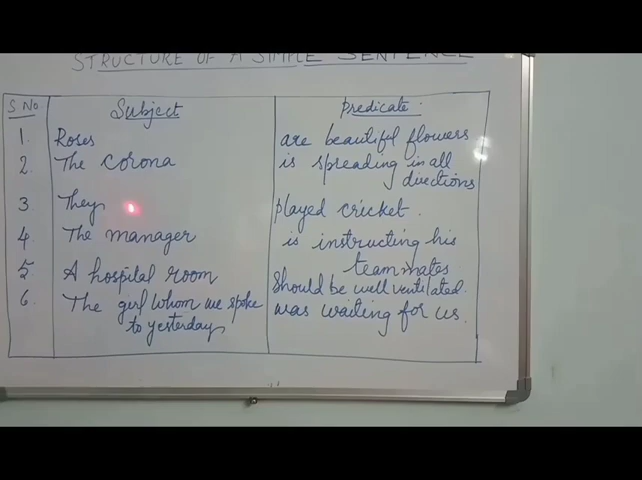 STRUCTURE OF A SIMPLE SENTENCE
S No Subject Predicate:
1. Roses are beautiful flowers
2. The corona is spreading in all
directions
3 They played cricket.
4. The manager is instructing his
teammates
5. A hospital room Should be well ventilated.
6. The girl whom we spoke was waiting for us.
to yesterday